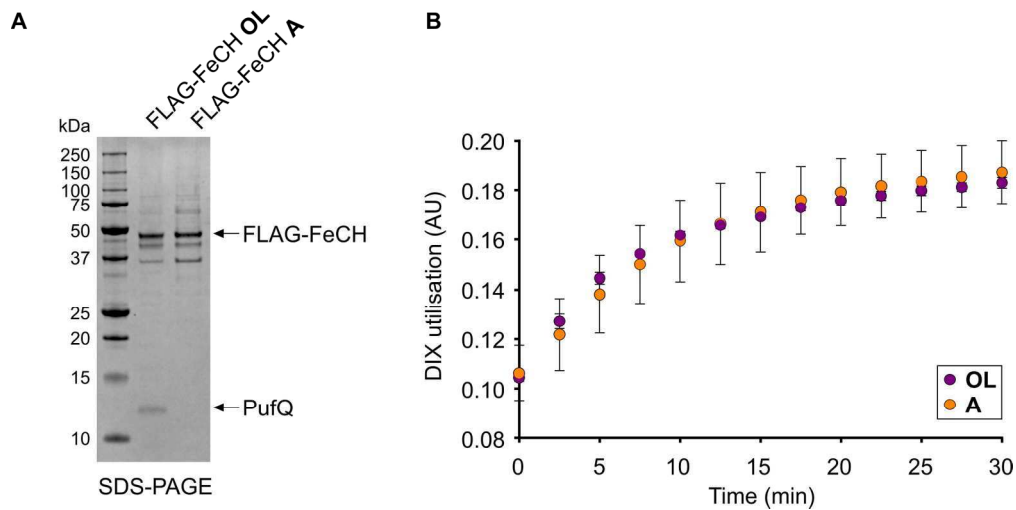 A
FLAG-FeCH OL
FLAG-FeCH A
kDa
250
150
100
75
50
37
25
20
15
10
FLAG-FeCH
PufQ
SDS-PAGE
B
DIX utilisation (AU)
0.20
0.18
0.16
0.14
0.12
0.10
0.08
0 5 10 15 20 25 30
Time (min)
OL
A